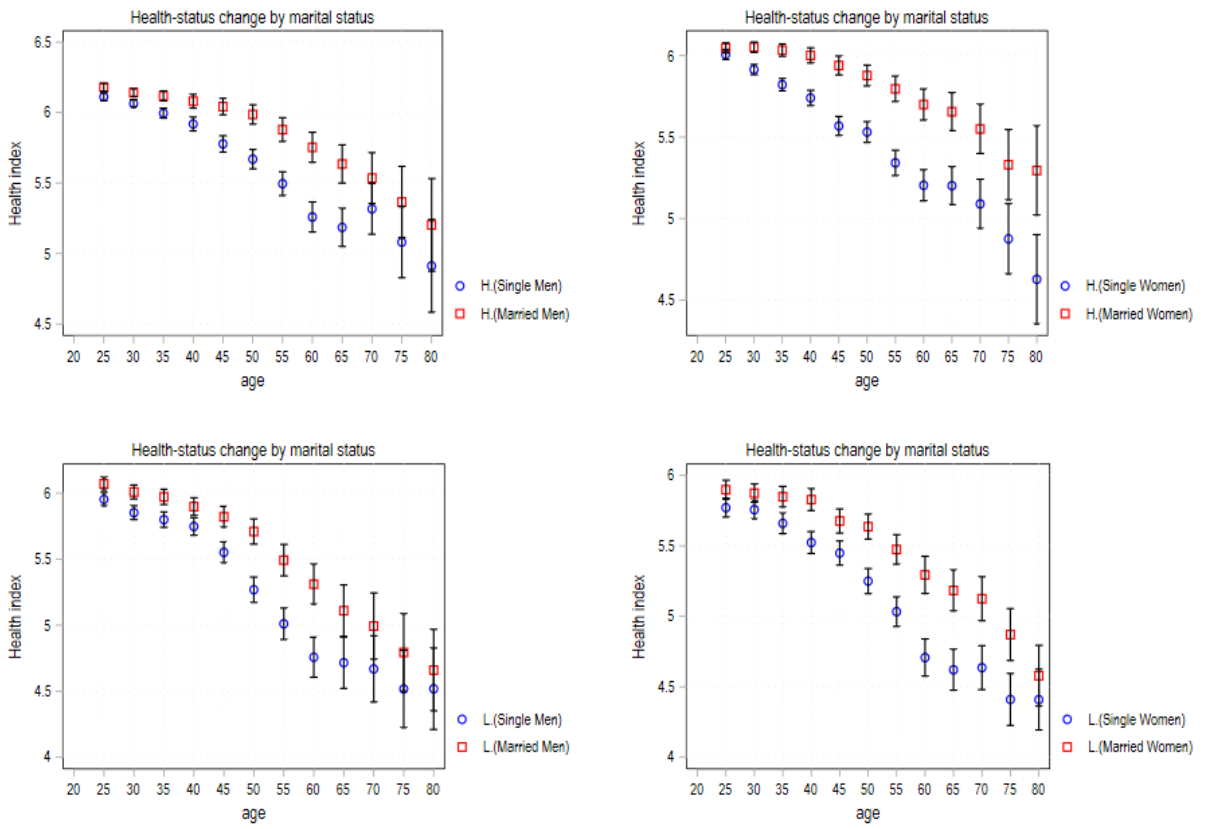 Health-status change by marital status
6.5
6
5.5
5
4.5
Health index
20 25 30 35 40 45 50 55 60 65 70 75 80
age
H.(Single Men)
H.(Married Men)
Health-status change by marital status
6
5.5
5
4.5
Health index
20 25 30 35 40 45 50 55 60 65 70 75 80
age
H.(Single Women)
H.(Married Women)
Health-status change by marital status
6
5.5
5
4.5
4
Health index
20 25 30 35 40 45 50 55 60 65 70 75 80
age
L.(Single Men)
L.(Married Men)
Health-status change by marital status
6
5.5
5
4.5
4
Health index
20 25 30 35 40 45 50 55 60 65 70 75 80
age
L.(Single Women)
L.(Married Women)